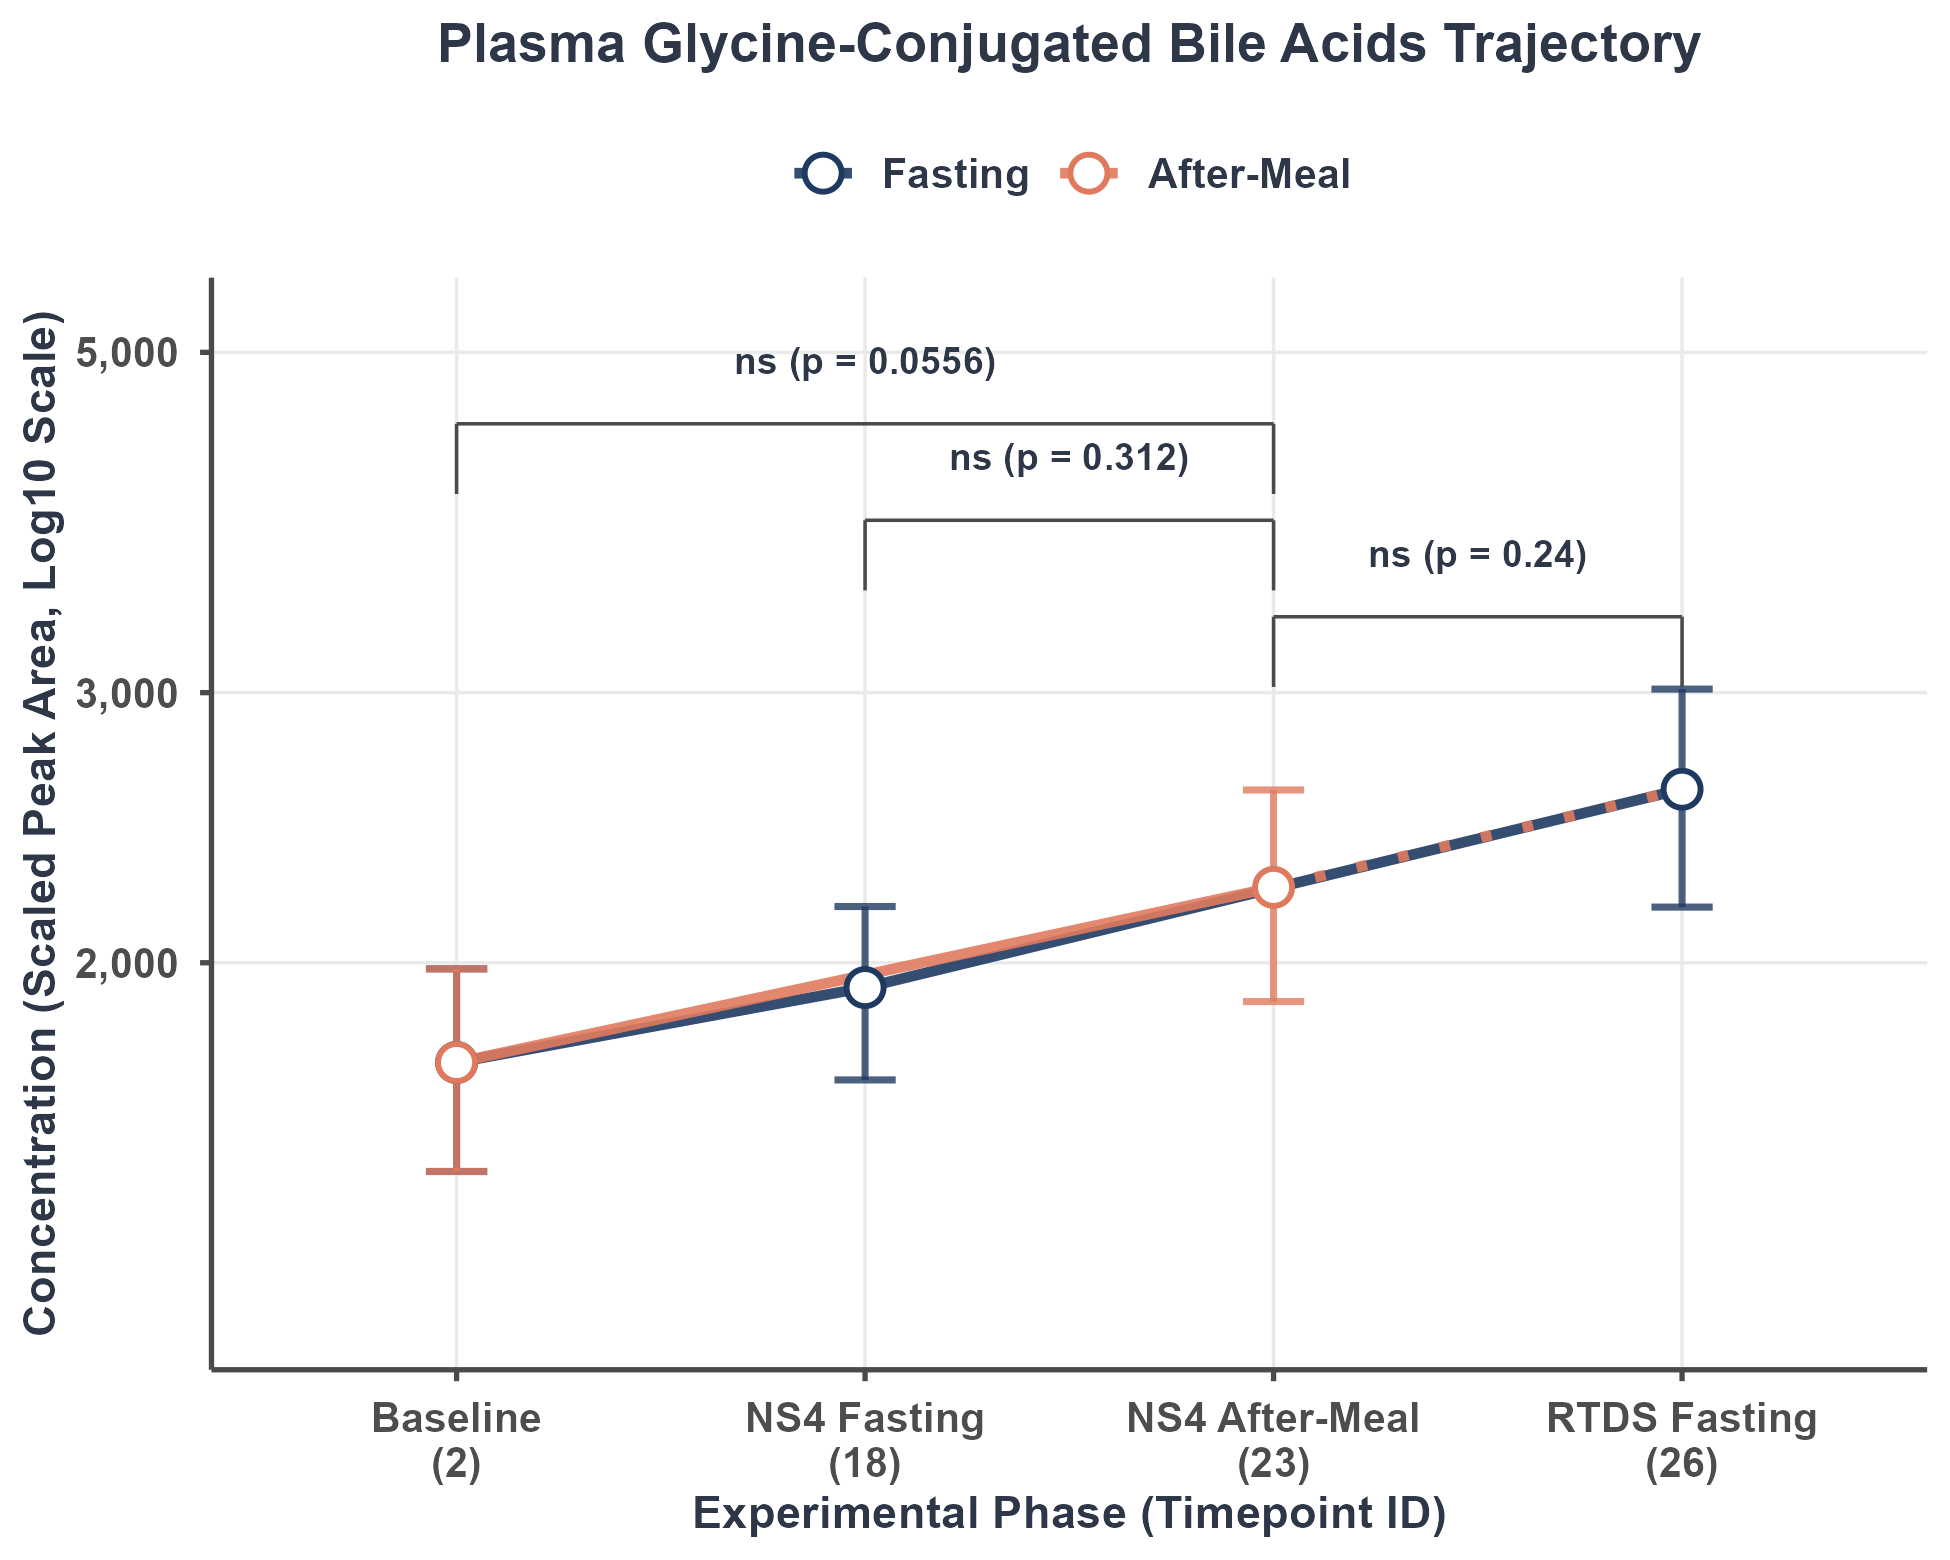 Plasma Glycine-Conjugated Bile Acids Trajectory
Fasting
After-Meal
Concentration (Scaled Peak Area, Log10 Scale)
5,000
3,000
2,000
ns (p = 0.0556)
ns (p = 0.312)
ns (p = 0.24)
Baseline
(2)
NS4 Fasting
(18)
NS4 After-Meal
(23)
RTDS Fasting
(26)
Experimental Phase (Timepoint ID)